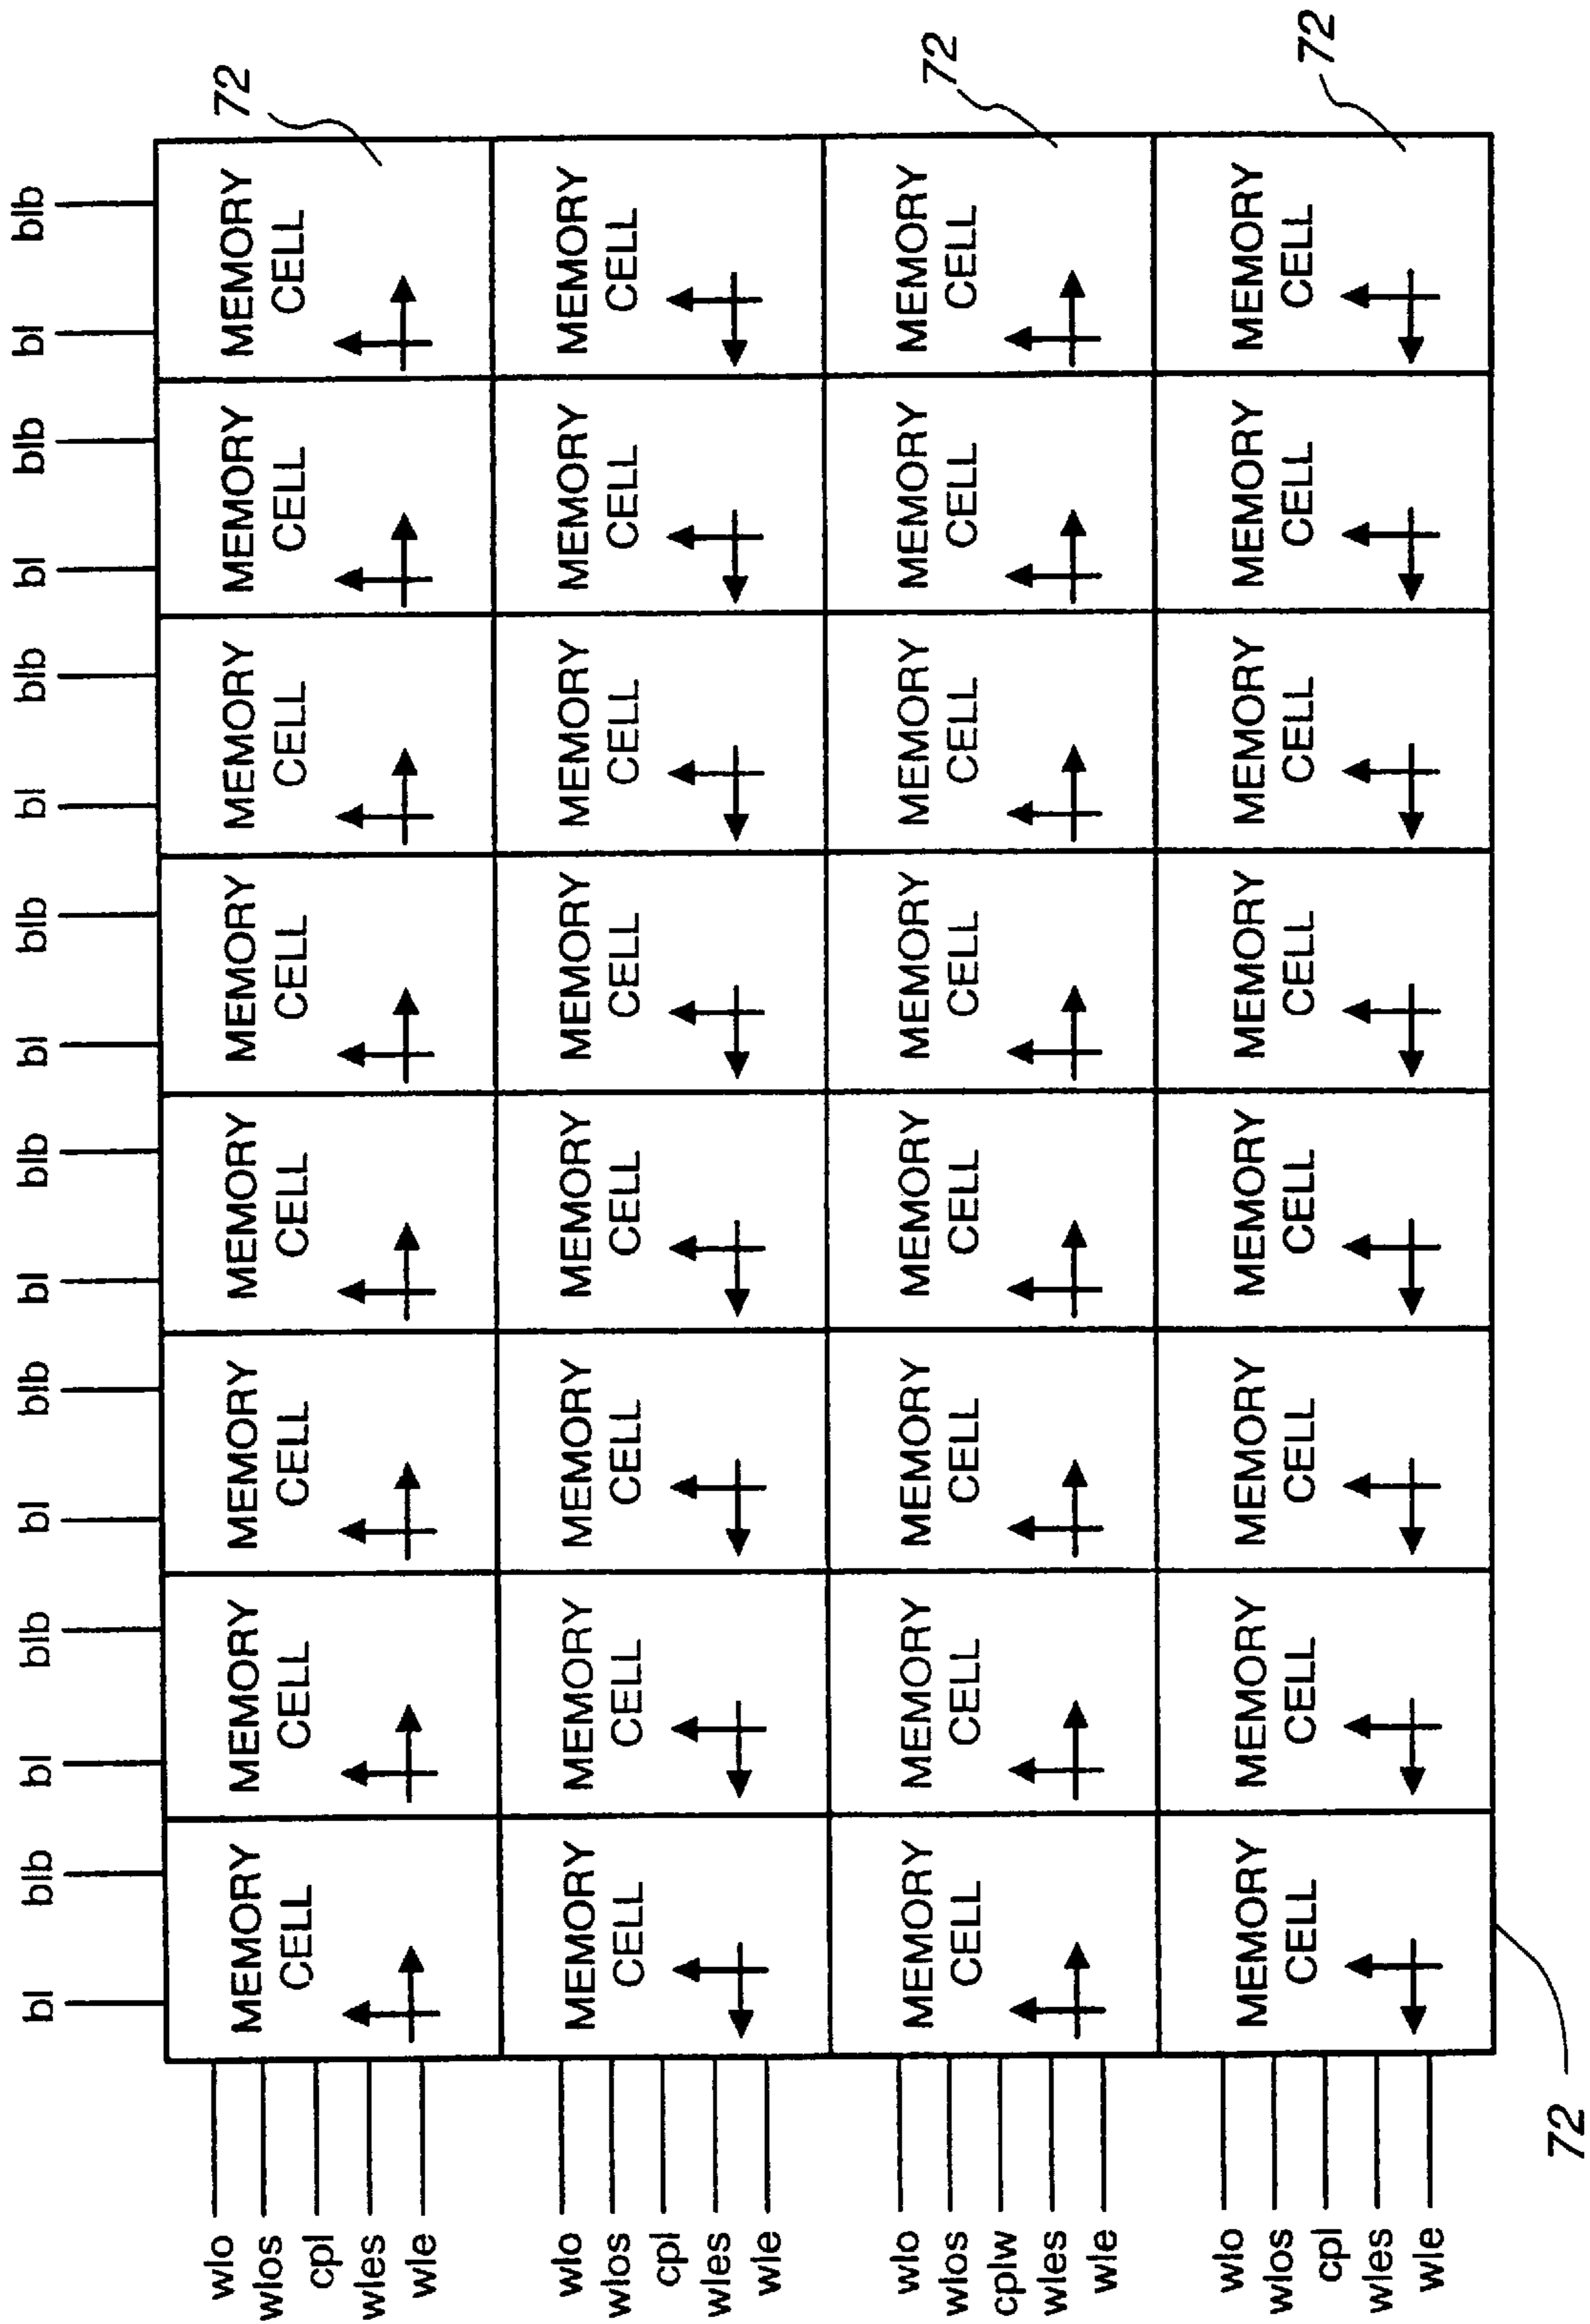 bl blb bl blb bl blb bl blb bl blb bl blb bl blb bl blb
wlo MEMORY MEMORY MEMORY MEMORY MEMORY MEMORY MEMORY MEMORY 72
wlos CELL CELL CELL CELL CELL CELL CELL CELL
cpl
wles
wle
wlo MEMORY MEMORY MEMORY MEMORY MEMORY MEMORY MEMORY MEMORY
wlos CELL CELL CELL CELL CELL CELL CELL CELL
cpl
wles
wle
wlo MEMORY MEMORY MEMORY MEMORY MEMORY MEMORY MEMORY MEMORY 72
wlos CELL CELL CELL CELL CELL CELL CELL CELL
cplw
wles
wle
wlo MEMORY MEMORY MEMORY MEMORY MEMORY MEMORY MEMORY MEMORY
wlos CELL CELL CELL CELL CELL CELL CELL CELL 72
cpl
wles
wle
72